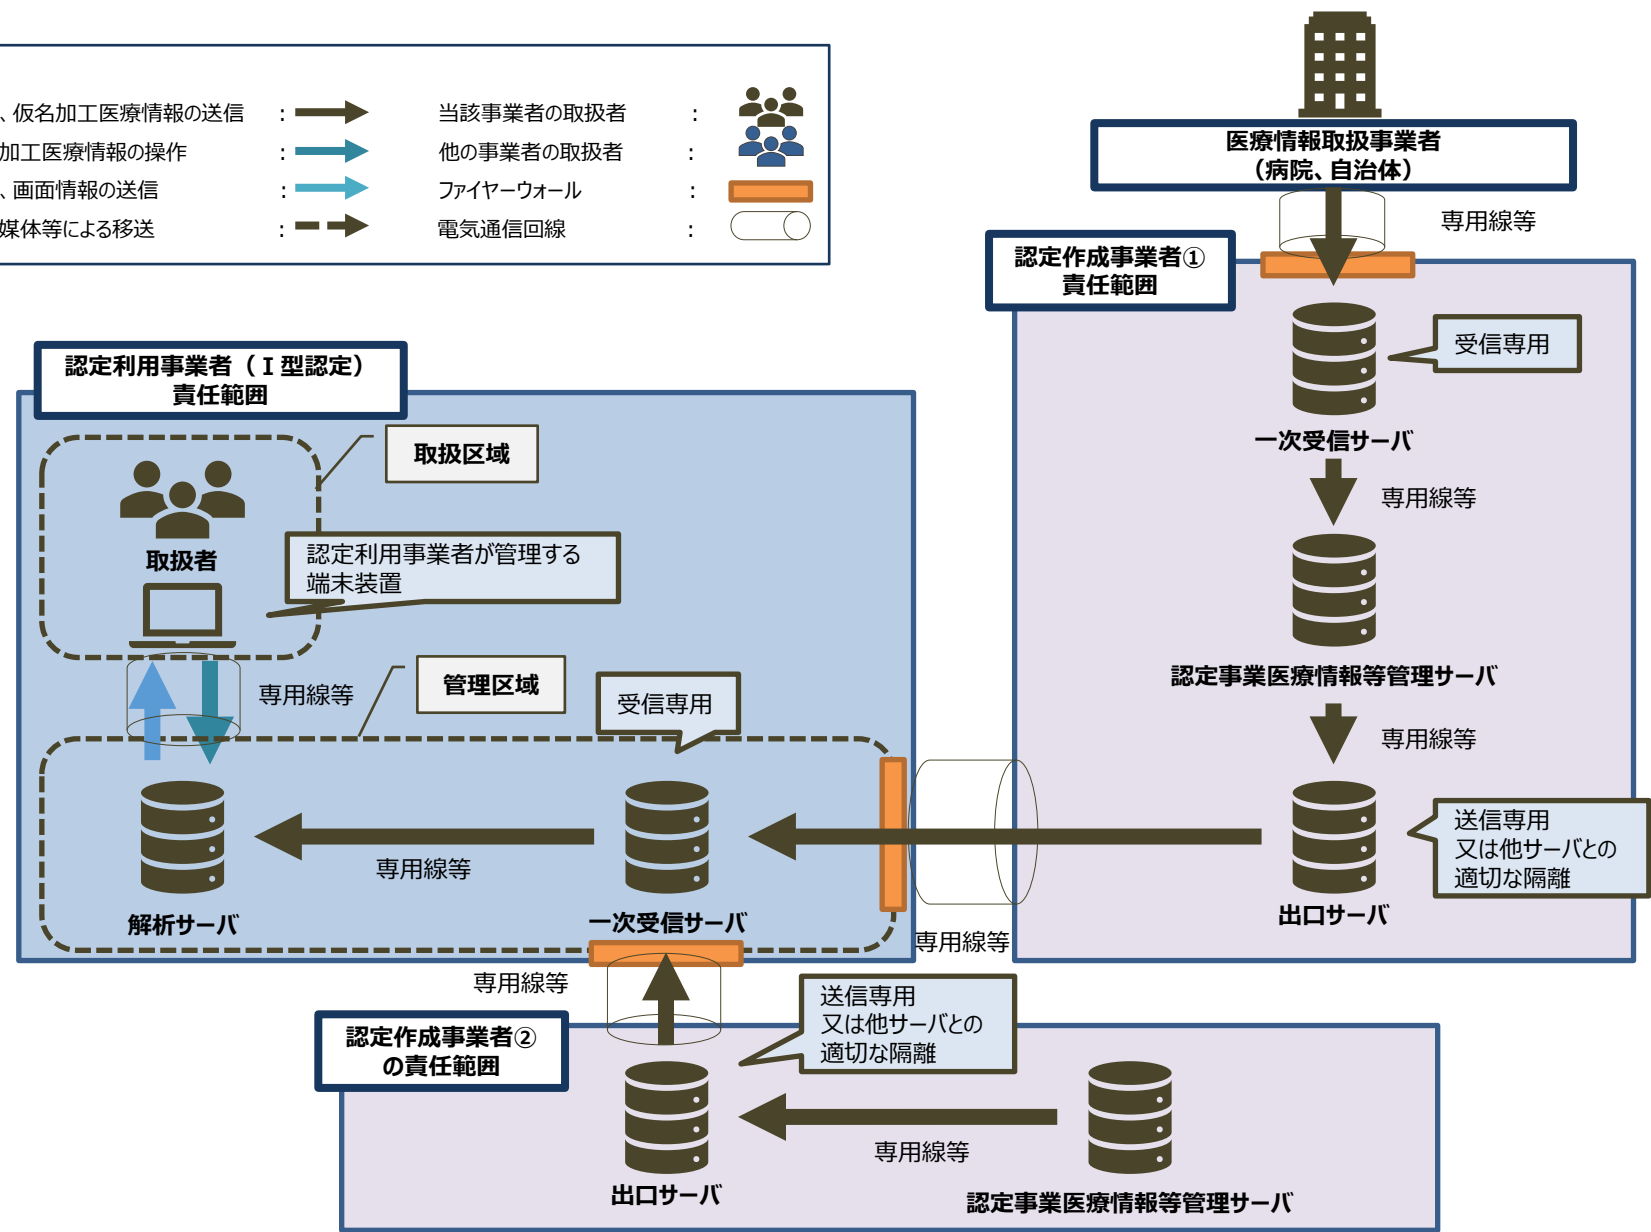 、仮名加工医療情報の送信 :
加工医療情報の操作 :
、画面情報の送信 :
媒体等による移送 :
当該事業者の取扱者 :
他の事業者の取扱者 :
ファイヤーウォール :
電気通信回線 :
医療情報取扱事業者
（病院、自治体）
専用線等
認定作成事業者①
責任範囲
受信専用
一次受信サーバ
専用線等
認定事業医療情報等管理サーバ
専用線等
送信専用
又は他サーバとの
適切な隔離
出口サーバ
認定利用事業者（Ⅰ型認定）
責任範囲
取扱区域
取扱者
認定利用事業者が管理する
端末装置
専用線等
管理区域
受信専用
専用線等
解析サーバ
一次受信サーバ
専用線等
専用線等
認定作成事業者②
の責任範囲
送信専用
又は他サーバとの
適切な隔離
専用線等
出口サーバ
認定事業医療情報等管理サーバ